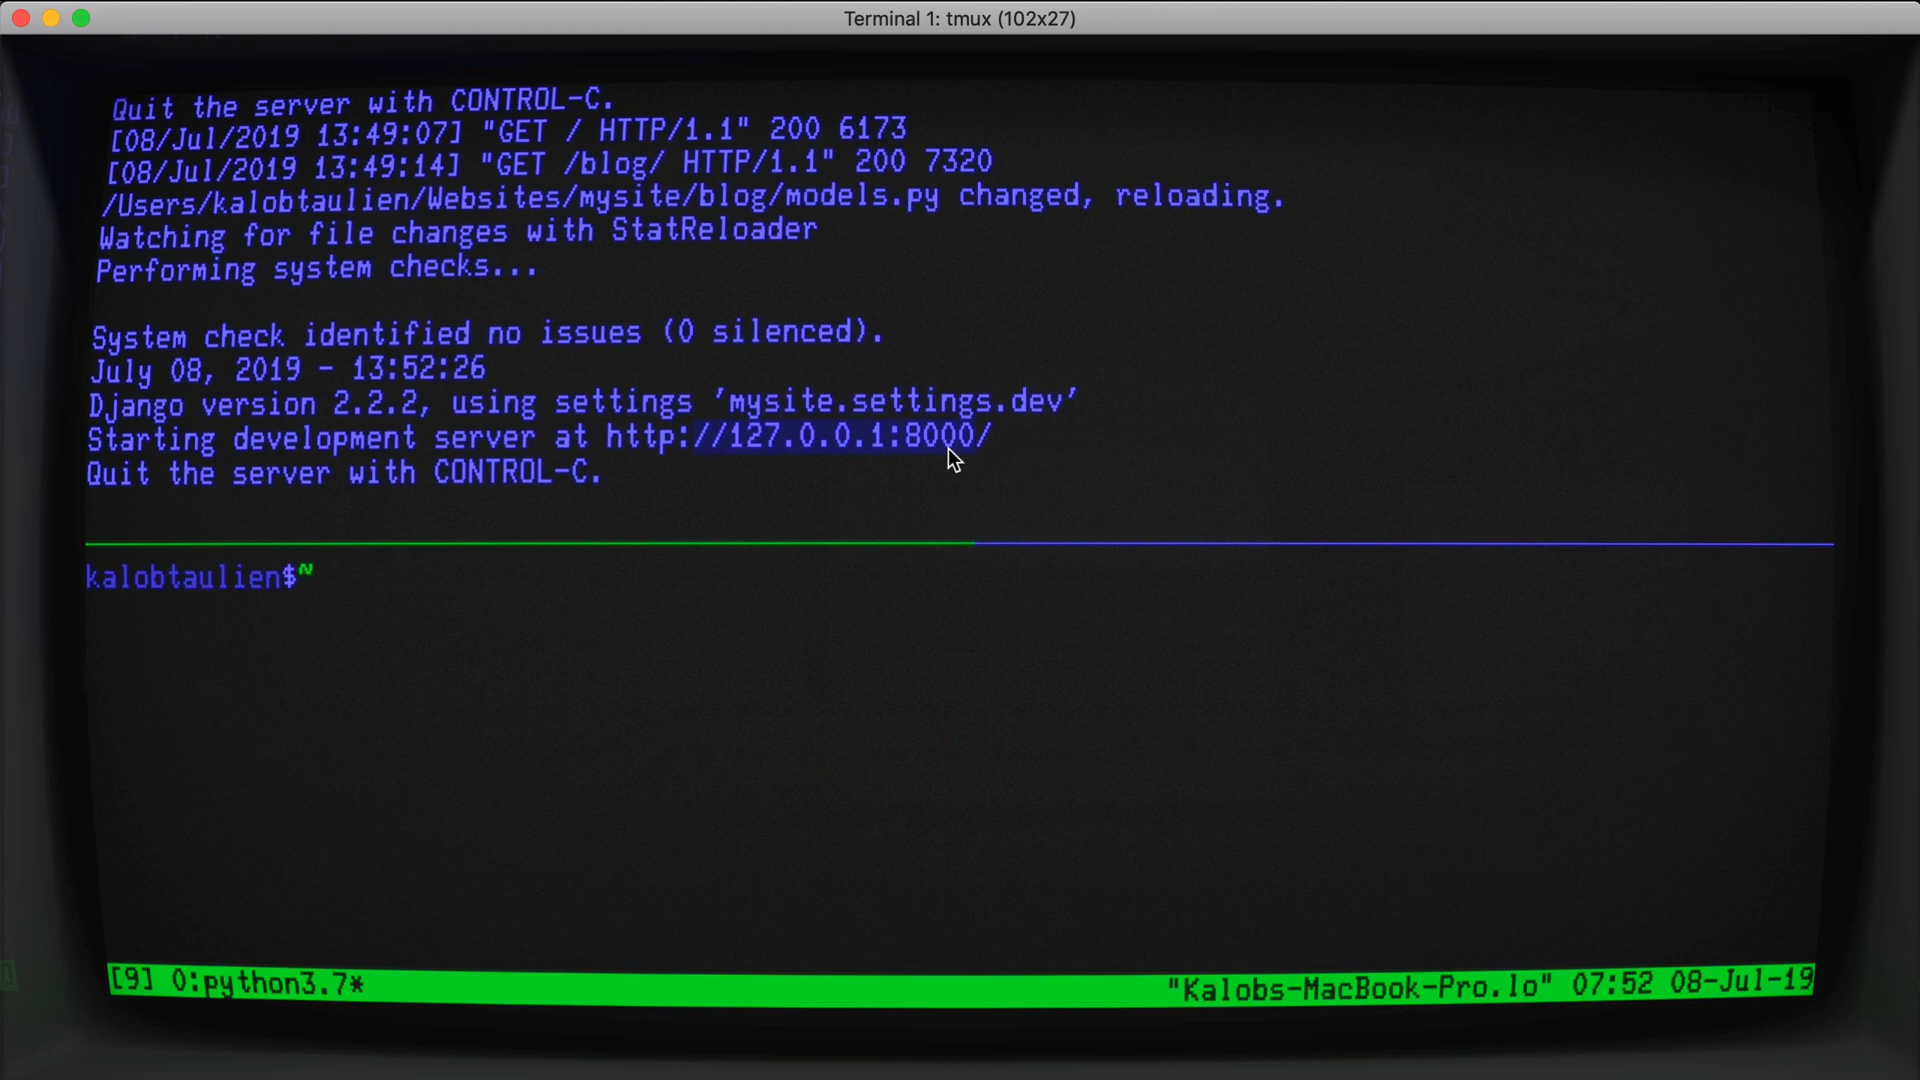 Terminal 1: tmux (102x27)
Quit the server with CONTROL-C.
[08/Jul/2019 13:49:07] "GET / HTTP/1.1" 200 6173
[08/Jul/2019 13:49:14] "GET /blog/ HTTP/1.1" 200 7320
/Users/kalobtaulien/Websites/mysite/blog/models.py changed, reloading.
Watching for file changes with StatReloader
Performing system checks...
System check identified no issues (0 silenced).
July 08, 2019 - 13:52:26
Django version 2.2.2, using settings 'mysite.settings.dev'
Starting development server at http://127.0.0.1:8000/
Quit the server with CONTROL-C.
kalobtaulien$~
[9] 0:python3.7* "Kalobs-MacBook-Pro.lo" 07:52 08-Jul-19